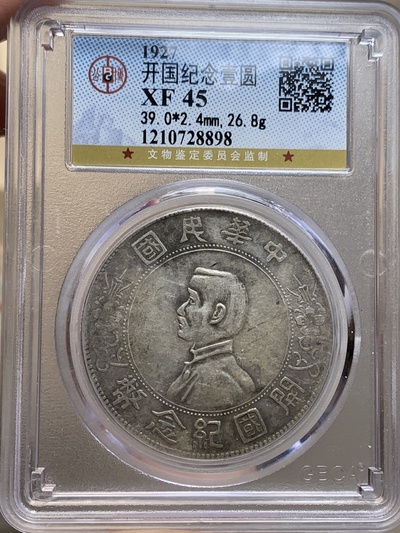 1927
开国纪念壹圆
XF 45
39.0*2.4mm,26.8g
1210728898
★ 文物鉴定委员会监制 ★
中華民國
開國紀念幣